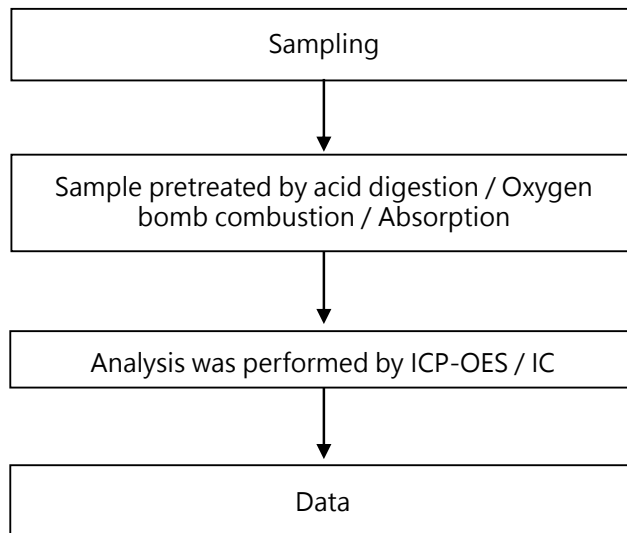 Sampling
Sample pretreated by acid digestion / Oxygen
bomb combustion / Absorption
Analysis was performed by ICP-OES / IC
Data